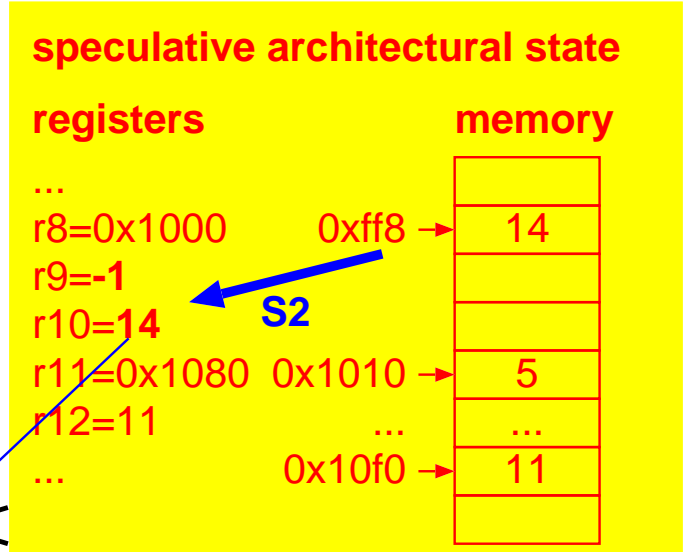 speculative architectural state
registers memory
...
r8=0x1000 0xff8 14
r9=-1
S2
r10=14
r11=0x1080 0x1010 5
r12=11 ... ...
... 0x10f0 11